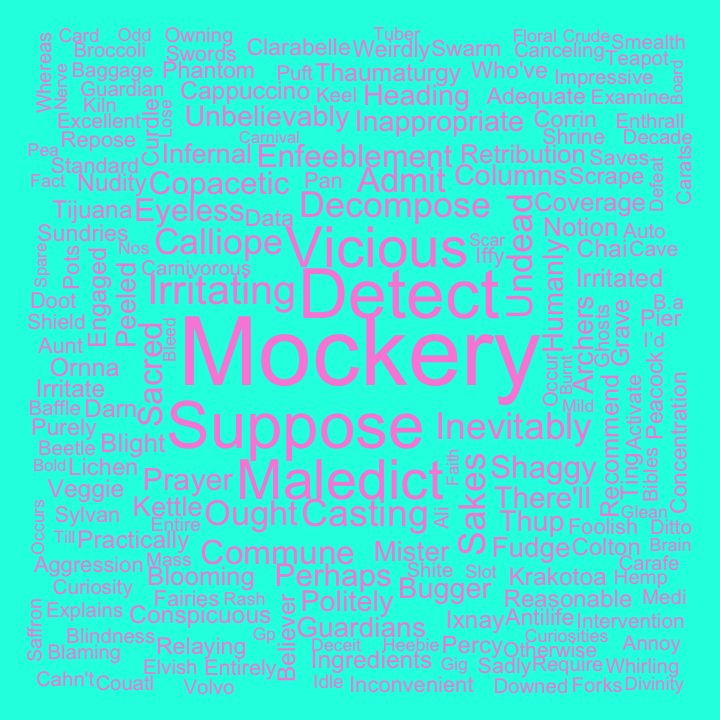 Card Odd Owning Tuber Floral Crude
Whereas Broccoli Swords Clarabelle Weirdly Swarm Canceling Smealth
Baggage Phantom Puft Thaumaturgy Who've Impressive Teapot
Nerve Guardian Cappuccino Keel Heading Adequate Examine Board
Kiln Unbelievably Inappropriate Corrin Enthrall
Excellent Curdle Lose Carnival Shrine Decade
Repose Infernal Enfeeblement Retribution Saves
Pea Standard Columns Scrape Defeat Carats
Fact Nudity Copacetic Pan Admit
Tijuana Eyeless Data Decompose Undead Coverage
Sundries Nos Calliope Vicious Scar Iffy Notion Auto
Spared Pots Engaged Peeled Carnivorous Humanly Chai Cave
Doot Irritating Detect Irritated
Shield Bleed Archers Ghosts Grave B.a
Aunt Sacred Mockery Occur Burnt Pier
Ornna I'd
Irritate Peacock
Baffle Darn Mild Recommend Activate Concentration
Purely Suppose Inevitably
Beetle Blight
Bold Lichen Maledict Faith Sakes Shaggy Ting Bibles
Veggie Prayer There'll
Occurs Sylvan Kettle Ought Casting Ali Thup Glean
Entire Foolish Ditto
Till Practically Commune Mister Fudge Colton Brain
Aggression Mass Shite Slot Carafe
Curiosity Blooming Perhaps Bugger Krakotoa Hemp
Saffron Explains Fairies Rash Politely Reasonable Medi
Conspicuous Ixnay Antilife Intervention
Blindness Gp Believer Guardians Curiosities
Blaming Relaying Deceit Heebie Percy Otherwise Annoy
Elvish Entirely Ingredients Gig Sadly Require Whirling
Cahn't Couatl Volvo Idle Inconvenient Downed Forks Divinity